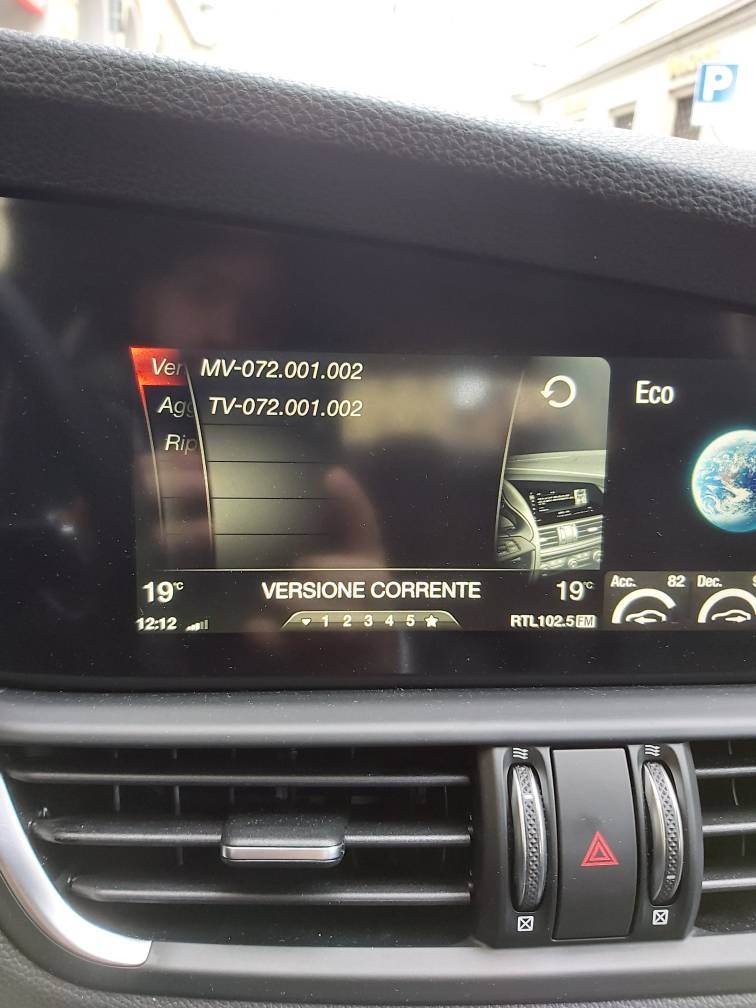 P
Ver MV-072.001.002
Agg TV-072.001.002
Rip
Eco
Acc. 82 Dec.
19°C VERSIONE CORRENTE 19°C
12:12 1 2 3 4 5 RTL102.5 FM